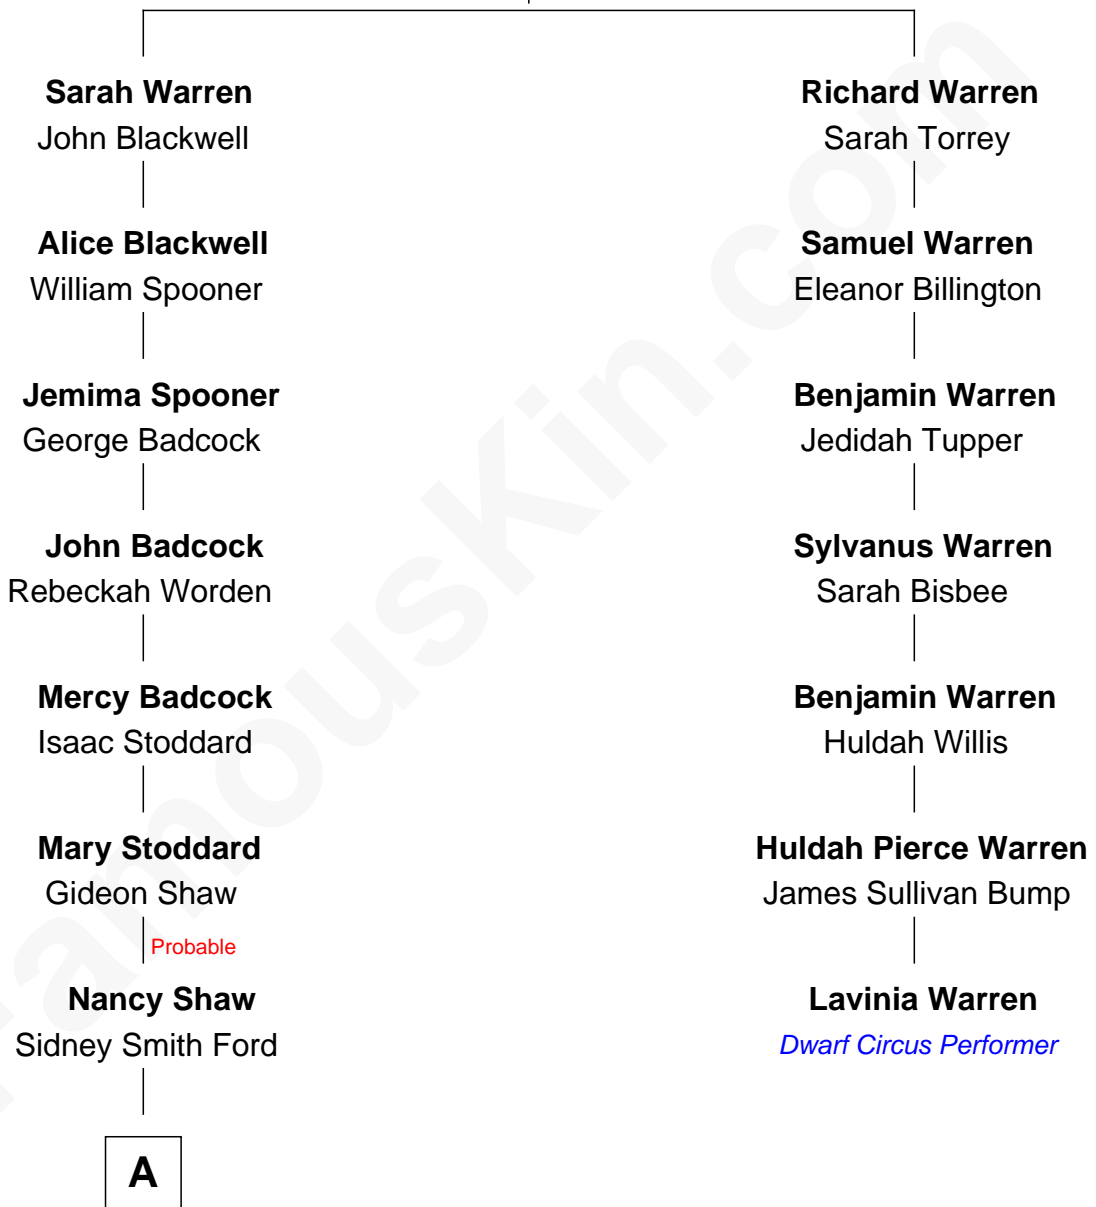 Sarah Warren
John Blackwell
Alice Blackwell
William Spooner
Jemima Spooner
George Badcock
John Badcock
Rebeckah Worden
Mercy Badcock
Isaac Stoddard
Mary Stoddard
Gideon Shaw
Probable
Nancy Shaw
Sidney Smith Ford
A
Richard Warren
Sarah Torrey
Samuel Warren
Eleanor Billington
Benjamin Warren
Jedidah Tupper
Sylvanus Warren
Sarah Bisbee
Benjamin Warren
Huldah Willis
Huldah Pierce Warren
James Sullivan Bump
Lavinia Warren
Dwarf Circus Performer
FamousKin.com